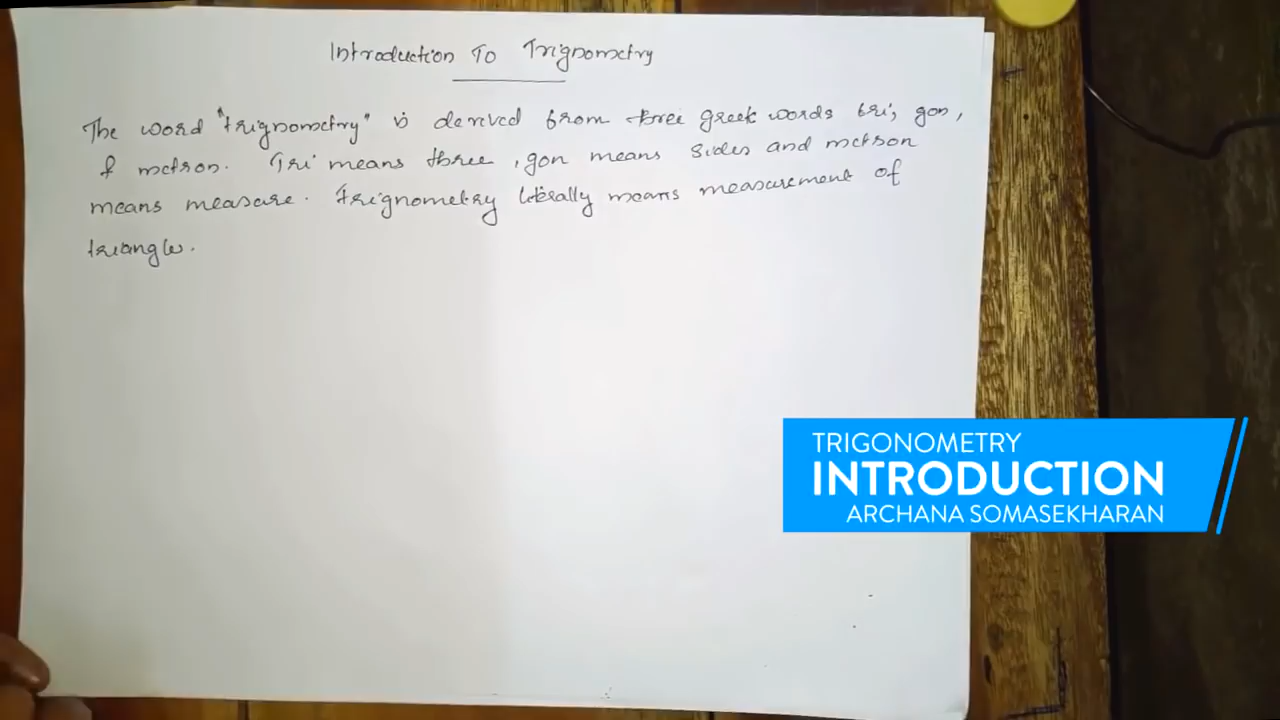 Introduction To Trignometry
The word "trignometry" is derived from three greek words tri, gon,
& metron. Tri means three, gon means sides and metron
means measure. Trignometry literally means measurement of
triangle.
TRIGONOMETRY
INTRODUCTION
ARCHANA SOMASEKHARAN